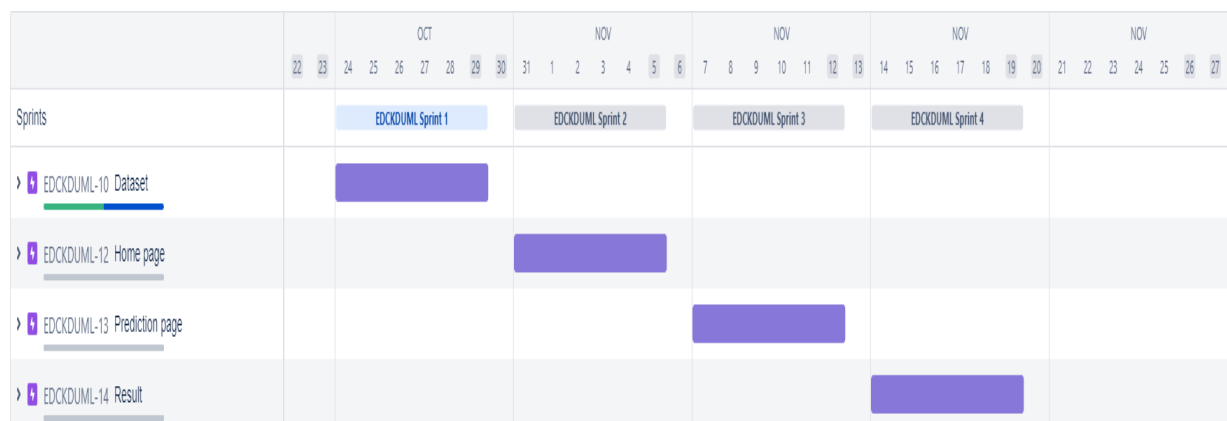 OCT NOV NOV NOV NOV
22 23 24 25 26 27 28 29 30 31 1 2 3 4 5 6 7 8 9 10 11 12 13 14 15 16 17 18 19 20 21 22 23 24 25 26 27
Sprints EDCKDUML Sprint 1 EDCKDUML Sprint 2 EDCKDUML Sprint 3 EDCKDUML Sprint 4
EDCKDUML-10 Dataset
EDCKDUML-12 Home page
EDCKDUML-13 Prediction page
EDCKDUML-14 Result